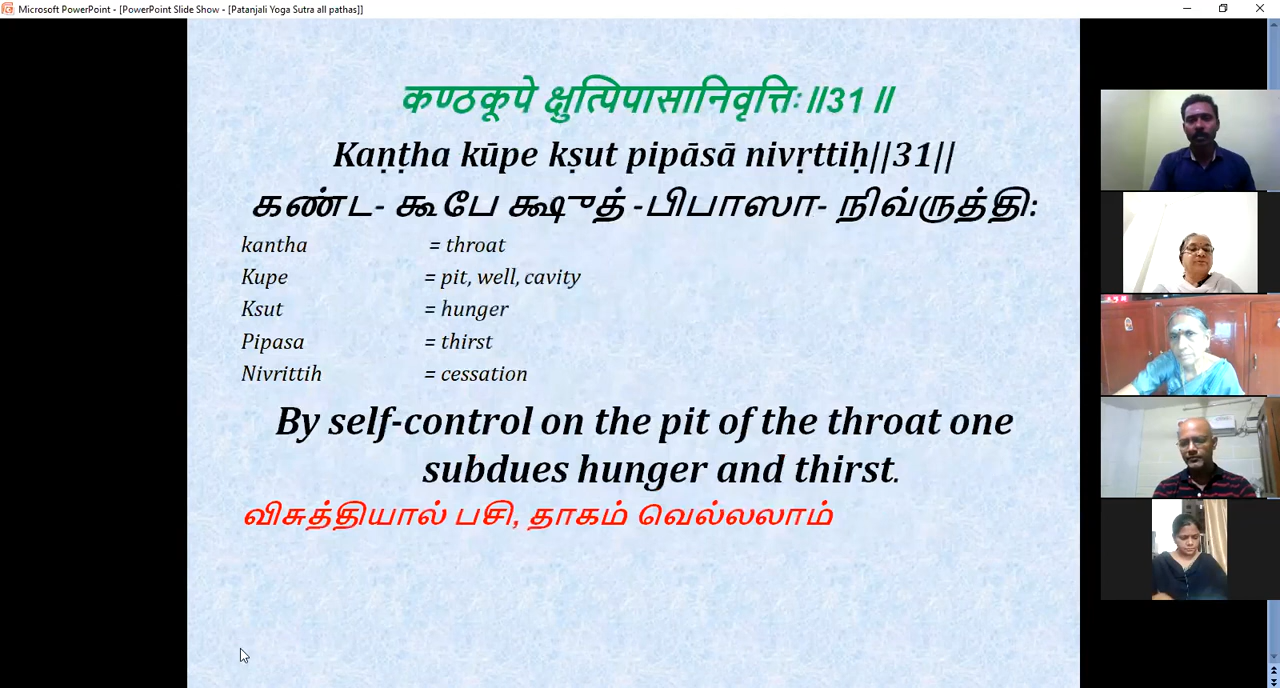 Microsoft PowerPoint - [PowerPoint Slide Show - [Patanjali Yoga Sutra all pathas]]
कण्ठकूपे क्षुत्पिपासानिवृत्तिः॥31॥
Kaṇṭha kūpe kṣut pipāsā nivṛttiḥ||31||
கண்ட- கூபே க்ஷுத் -பிபாஸா- நிவ்ருத்தி:
kantha = throat
Kupe = pit, well, cavity
Ksut = hunger
Pipasa = thirst
Nivrittih = cessation
By self-control on the pit of the throat one
subdues hunger and thirst.
விசுத்தியால் பசி, தாகம் வெல்லலாம்